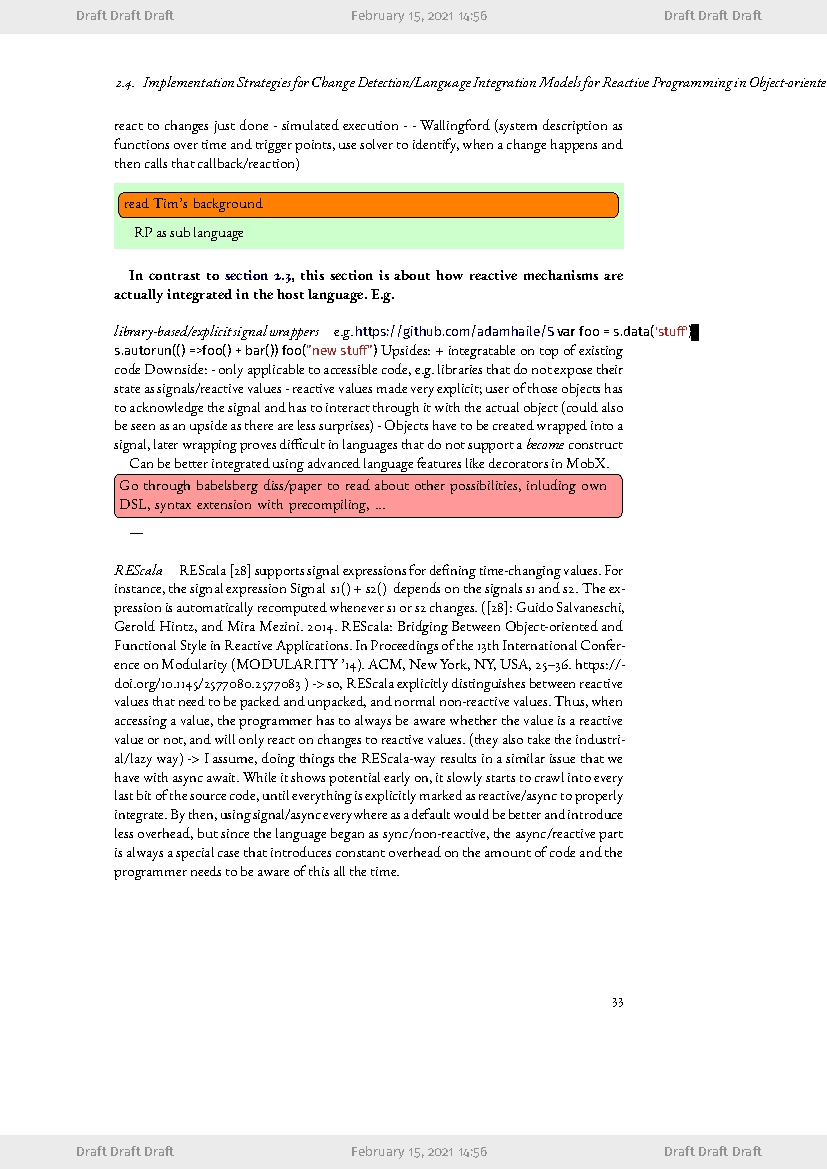 Draft Draft Draft February 15, 2021 14:56 Draft Draft Draft
2.4. Implementation Strategies for Change Detection/Language Integration Models for Reactive Programming in Object-oriente
react to changes just done - simulated execution - - Wallingford (system description as
functions over time and trigger points, use solver to identify, when a change happens and
then calls that callback/reaction)
read Tim's background
RP as sub language
In contrast to section 2.3, this section is about how reactive mechanisms are
actually integrated in the host language. E.g.
library-based/explicit signal wrappers e.g. https://github.com/adamhaile/S var foo = s.data('stuff')
s.autorun(() =>foo() + bar()) foo("new stuff") Upsides: + integratable on top of existing
code Downside: - only applicable to accessible code, e.g. libraries that do not expose their
state as signals/reactive values - reactive values made very explicit; user of those objects has
to acknowledge the signal and has to interact through it with the actual object (could also
be seen as an upside as there are less surprises) - Objects have to be created wrapped into a
signal, later wrapping proves difficult in languages that do not support a become construct
Can be better integrated using advanced language features like decorators in MobX.
Go through babelsberg diss/paper to read about other possibilities, inluding own
DSL, syntax extension with precompiling, ...
—
REScala REScala [28] supports signal expressions for defining time-changing values. For
instance, the signal expression Signal s1() + s2() depends on the signals s1 and s2. The ex-
pression is automatically recomputed whenever s1 or s2 changes. ([28]: Guido Salvaneschi,
Gerold Hintz, and Mira Mezini. 2014. REScala: Bridging Between Object-oriented and
Functional Style in Reactive Applications. In Proceedings of the 13th International Confer-
ence on Modularity (MODULARITY '14). ACM, New York, NY, USA, 25–36. https://-
doi.org/10.1145/2577080.2577083 ) -> so, REScala explicitly distinguishes between reactive
values that need to be packed and unpacked, and normal non-reactive values. Thus, when
accessing a value, the programmer has to always be aware whether the value is a reactive
value or not, and will only react on changes to reactive values. (they also take the industri-
al/lazy way) -> I assume, doing things the REScala-way results in a similar issue that we
have with async await. While it shows potential early on, it slowly starts to crawl into every
last bit of the source code, until everything is explicitly marked as reactive/async to properly
integrate. By then, using signal/async everywhere as a default would be better and introduce
less overhead, but since the language began as sync/non-reactive, the async/reactive part
is always a special case that introduces constant overhead on the amount of code and the
programmer needs to be aware of this all the time.
33
Draft Draft Draft February 15, 2021 14:56 Draft Draft Draft